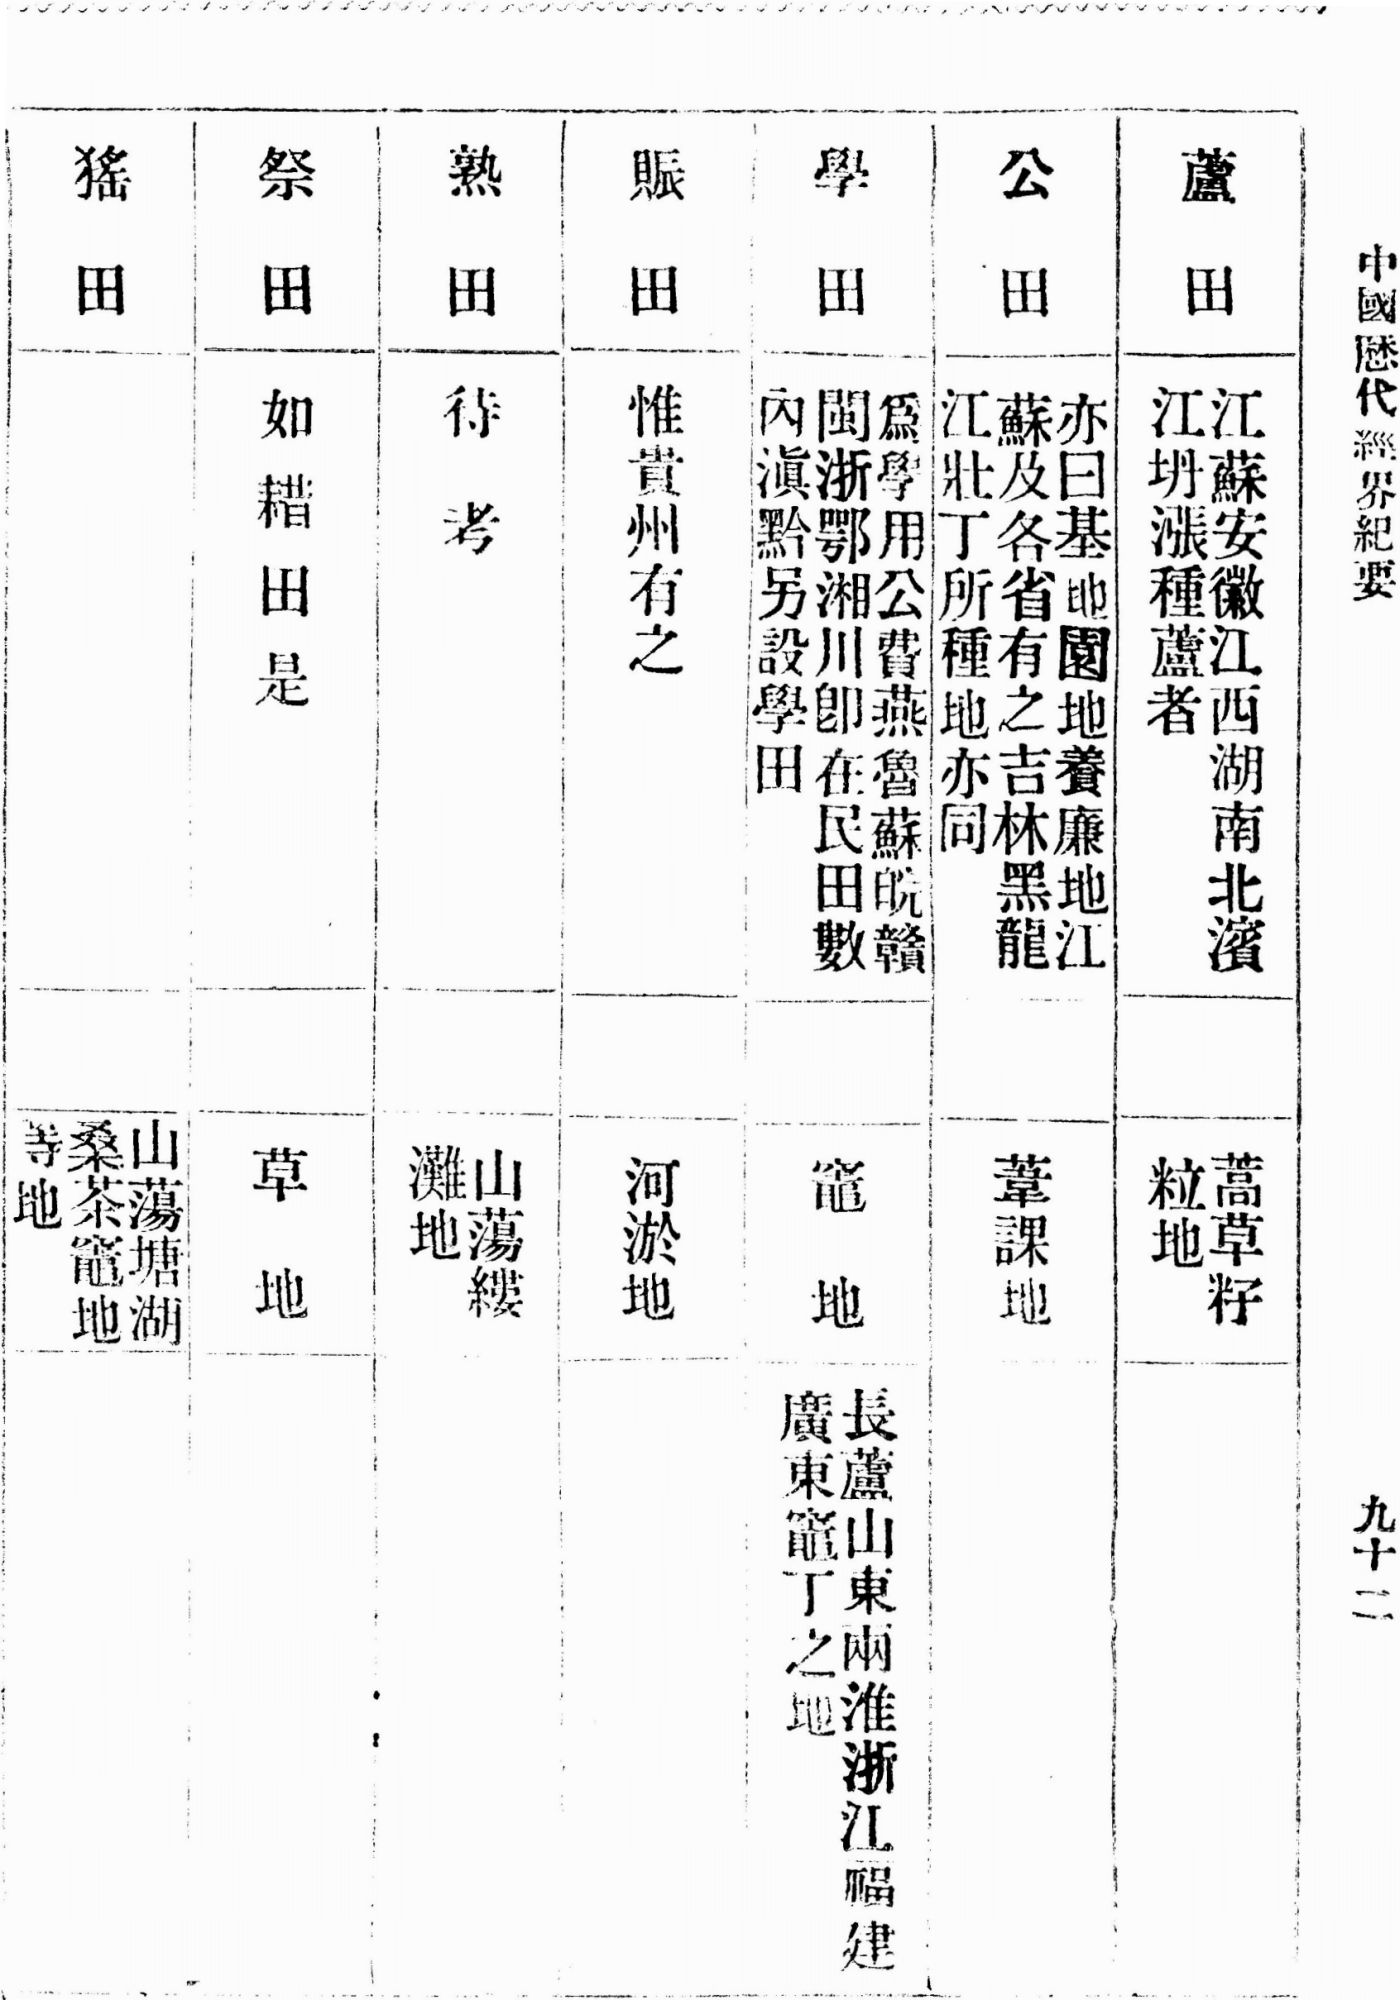 中國歷代經界紀要
九十二
蘆田
江蘇安徽江西湖南北濱
江坍漲種蘆者
蒿草籽
粒地
公田
亦曰基地園地養廉地江
蘇及各省有之吉林黑龍
江壯丁所種地亦同
葦課地
學田
爲學用公費燕魯蘇皖贛
閩浙鄂湘川卽在民田數
內滇黔另設學田
竈地
長蘆山東兩淮浙江福建
廣東竈丁之地
賑田
惟貴州有之
河淤地
熟田
待考
山蕩縷
灘地
祭田
如耤田是
草地
猺田
山蕩塘湖
桑茶竈地
等地